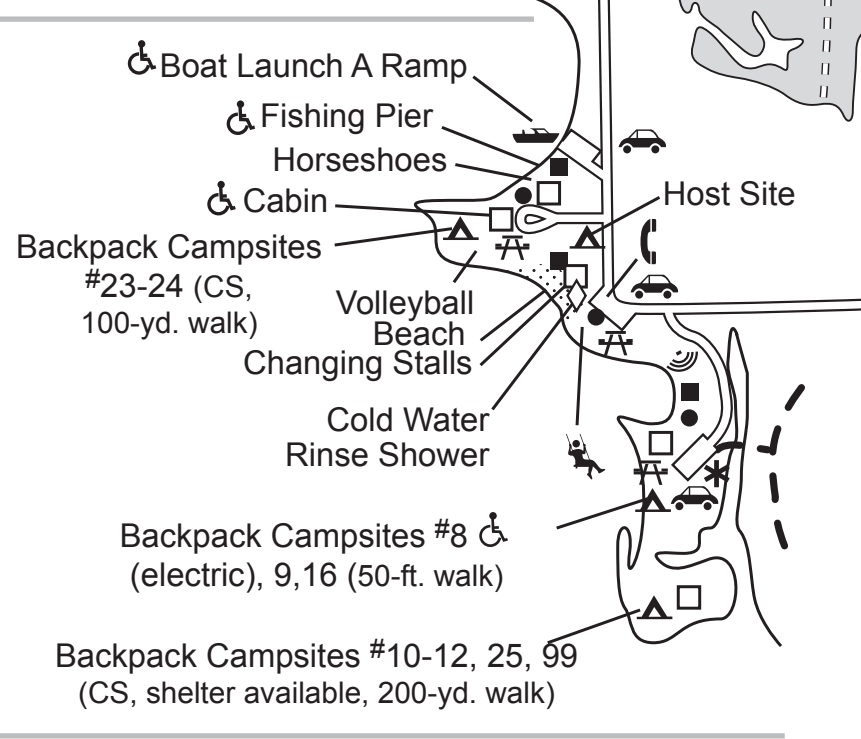 Boat Launch A Ramp
Fishing Pier
Horseshoes
Cabin
Host Site
Backpack Campsites
#23-24 (CS,
100-yd. walk)
Volleyball
Beach
Changing Stalls
Cold Water
Rinse Shower
Backpack Campsites #8
(electric), 9,16 (50-ft. walk)
Backpack Campsites #10-12, 25, 99
(CS, shelter available, 200-yd. walk)